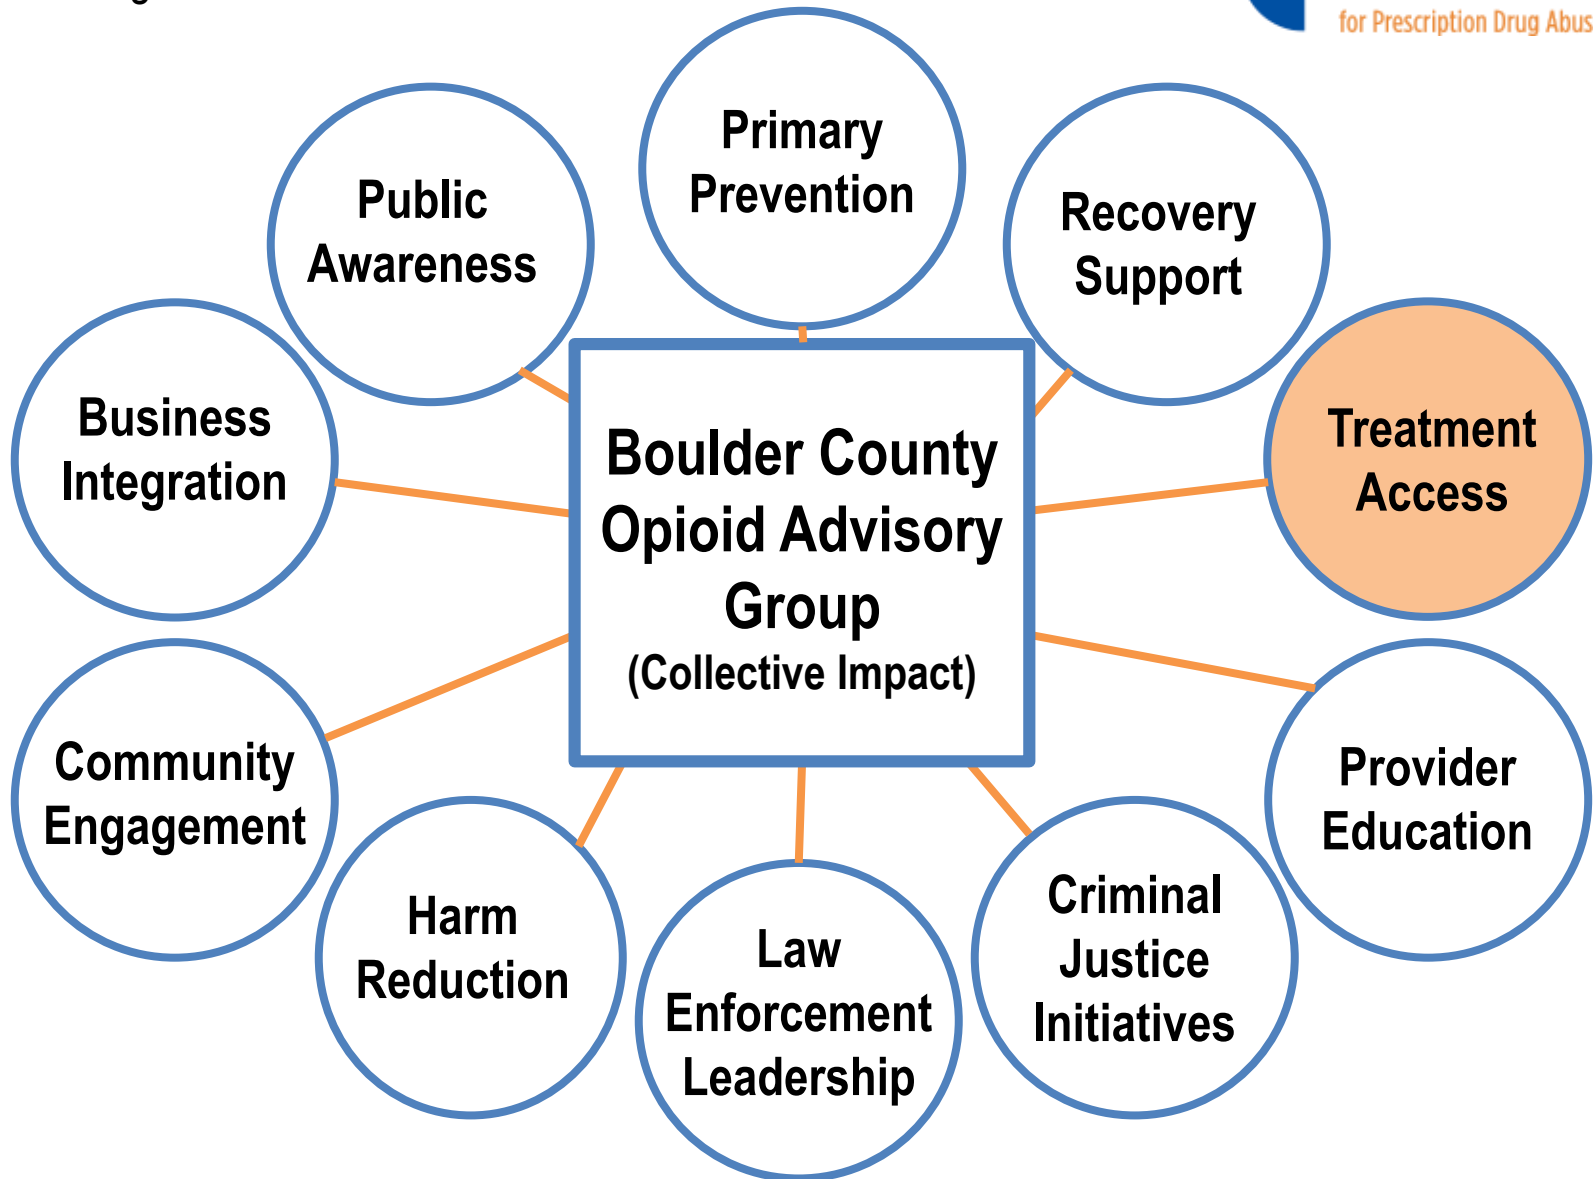 for Prescription Drug Abus
Primary
Prevention
Public
Awareness
Recovery
Support
Business
Integration
Treatment
Access
Boulder County
Opioid Advisory
Group
(Collective Impact)
Community
Engagement
Provider
Education
Harm
Reduction
Law
Enforcement
Leadership
Criminal
Justice
Initiatives